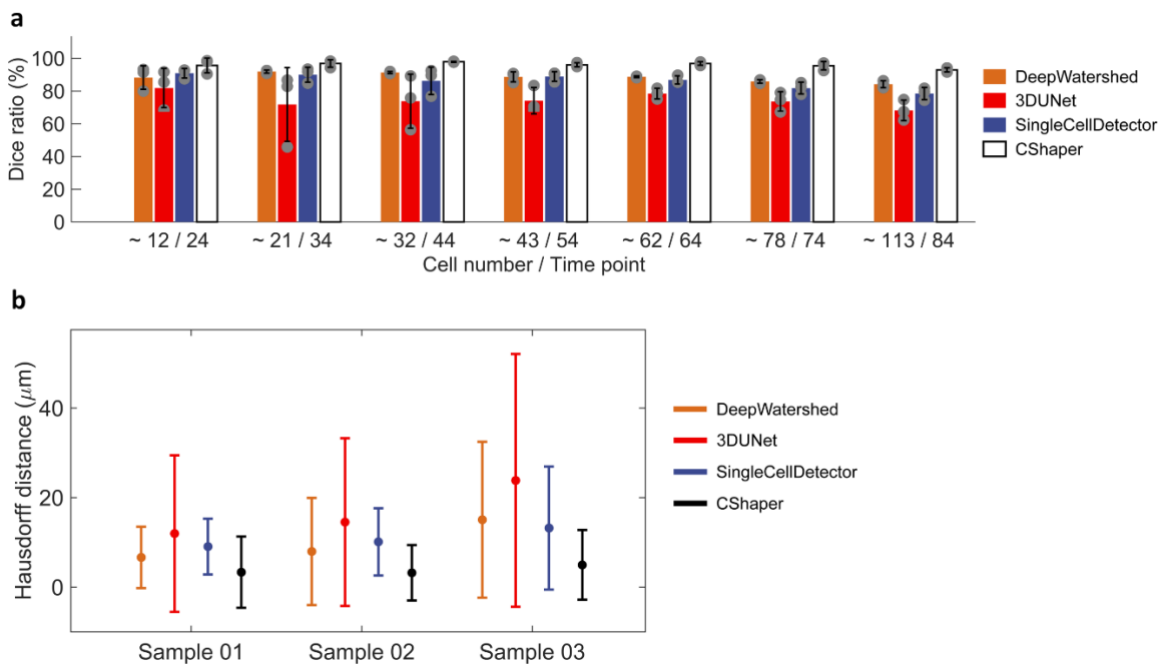 a
Dice ratio (%)
100
80
60
40
20
0
~ 12 / 24
~ 21 / 34
~ 32 / 44
~ 43 / 54
~ 62 / 64
~ 78 / 74
~ 113 / 84
Cell number / Time point
DeepWatershed
3DUNet
SingleCellDetector
CShaper
b
Hausdorff distance (μm)
40
20
0
Sample 01
Sample 02
Sample 03
DeepWatershed
3DUNet
SingleCellDetector
CShaper